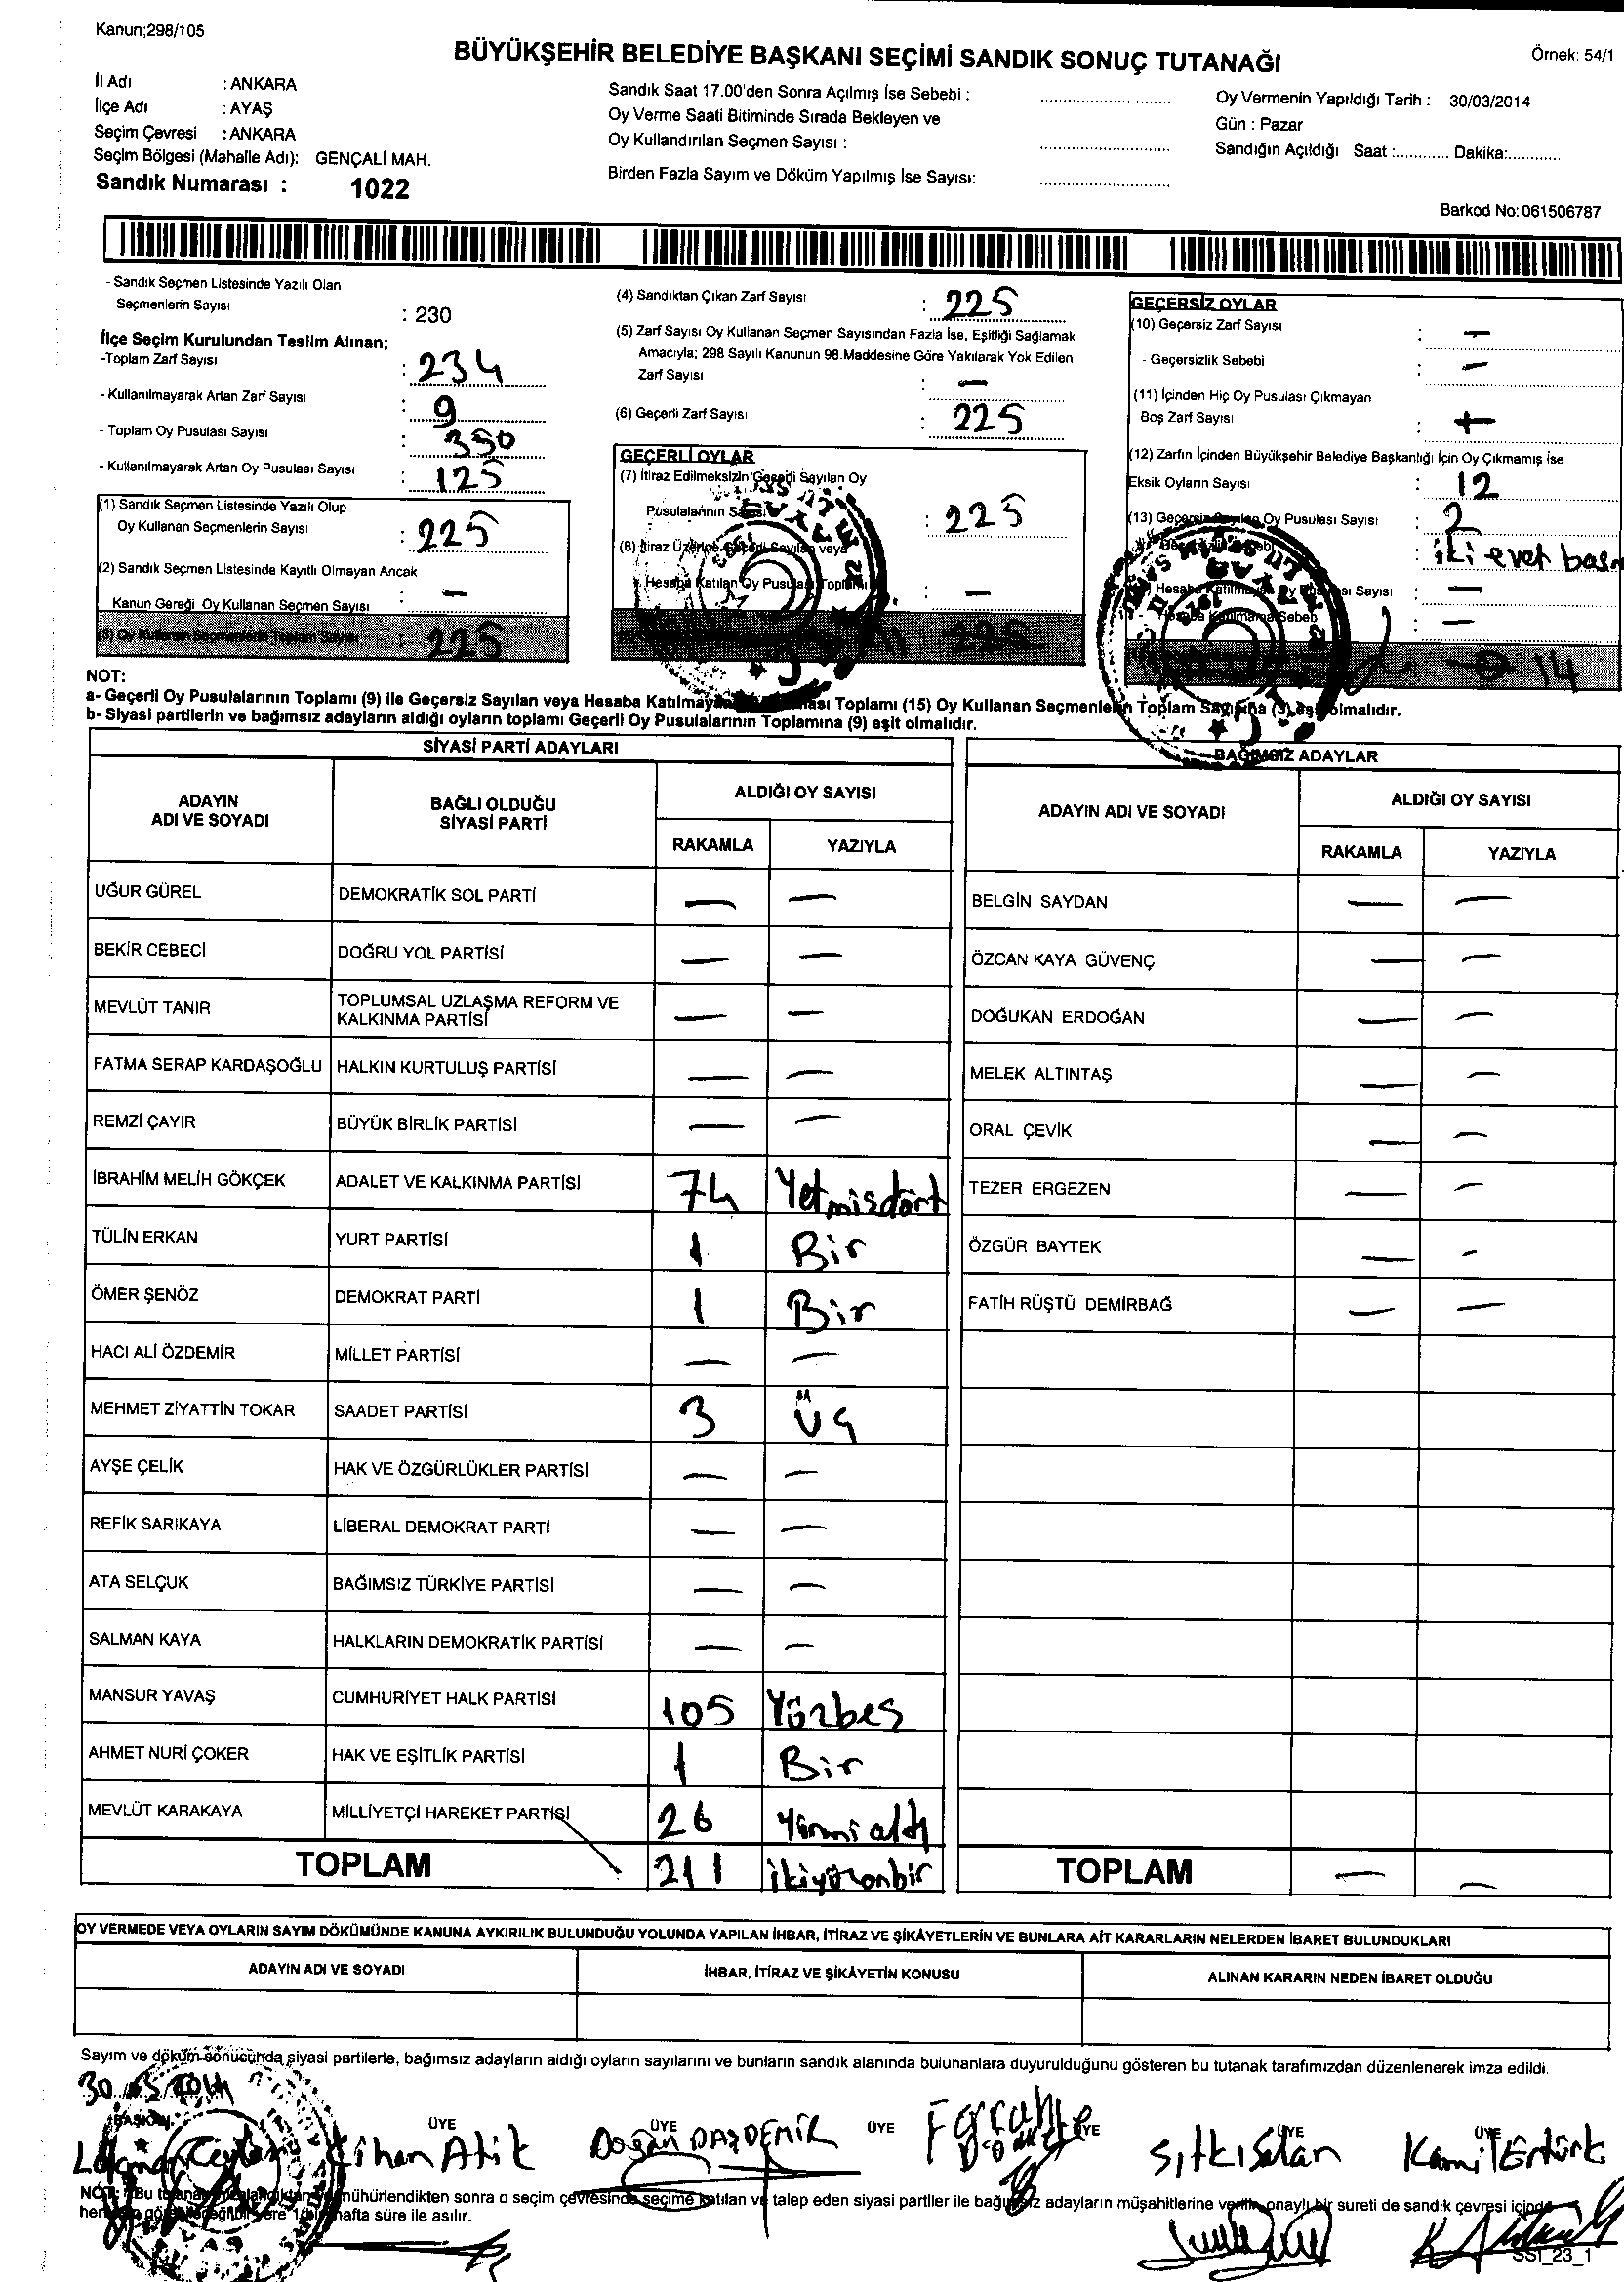 Kanun;298/105
BÜYÜKŞEHİR BELEDİYE BAŞKANI SEÇİMİ SANDIK SONUÇ TUTANAĞI
Örnek: 54/1
İl Adı : ANKARA
İlçe Adı : AYAŞ
Seçim Çevresi : ANKARA
Seçim Bölgesi (Mahalle Adı): GENÇALİ MAH.
Sandık Numarası : 1022
Sandık Saat 17.00'den Sonra Açılmış İse Sebebi :
Oy Verme Saati Bitiminde Sırada Bekleyen ve
Oy Kullandırılan Seçmen Sayısı :
Birden Fazla Sayım ve Döküm Yapılmış İse Sayısı:
Oy Vermenin Yapıldığı Tarih : 30/03/2014
Gün : Pazar
Sandığın Açıldığı Saat :............ Dakika:............
Barkod No:061506787
- Sandık Seçmen Listesinde Yazılı Olan
Seçmenlerin Sayısı : 230
İlçe Seçim Kurulundan Teslim Alınan;
-Toplam Zarf Sayısı : 234
- Kullanılmayarak Artan Zarf Sayısı : 9
- Toplam Oy Pusulası Sayısı : 350
- Kullanılmayarak Artan Oy Pusulası Sayısı : 125
(1) Sandık Seçmen Listesinde Yazılı Olup
Oy Kullanan Seçmenlerin Sayısı : 225
(2) Sandık Seçmen Listesinde Kayıtlı Olmayan Ancak
Kanun Gereği Oy Kullanan Seçmen Sayısı : —
(3) Oy Kullanan Seçmenlerin Toplam Sayısı : 225
(4) Sandıktan Çıkan Zarf Sayısı : 225
(5) Zarf Sayısı Oy Kullanan Seçmen Sayısından Fazla İse, Eşitliği Sağlamak
Amacıyla; 298 Sayılı Kanunun 98.Maddesine Göre Yakılarak Yok Edilen
Zarf Sayısı : —
(6) Geçerli Zarf Sayısı : 225
GEÇERLİ OYLAR
(7) İtiraz Edilmeksizin Geçerli Sayılan Oy
Pusulalarının Sayısı : 225
(8) İtiraz Üzerine Geçerli Sayılan veya
Hesaba Katılan Oy Pusulası Toplamı : —
225
GEÇERSİZ OYLAR
(10) Geçersiz Zarf Sayısı : —
- Geçersizlik Sebebi : —
(11) İçinden Hiç Oy Pusulası Çıkmayan
Boş Zarf Sayısı :
(12) Zarfın İçinden Büyükşehir Belediye Başkanlığı İçin Oy Çıkmamış ise
Eksik Oyların Sayısı : 12
(13) Geçersiz Sayılan Oy Pusulası Sayısı : 2
Geçersizlik Sebebi : iki evet
Hesaba Katılmayan Oy Pusulası Sayısı : —
Hesaba Katılmama Sebebi : —
14
NOT:
a- Geçerli Oy Pusulalarının Toplamı (9) ile Geçersiz Sayılan veya Hesaba Katılmayan Toplamı (15) Oy Kullanan Seçmenlerin Toplam Sayısına (3) eşit olmalıdır.
b- Siyasi partilerin ve bağımsız adayların aldığı oyların toplamı Geçerli Oy Pusulalarının Toplamına (9) eşit olmalıdır.
SİYASİ PARTİ ADAYLARI
ADAYIN ADI VE SOYADI BAĞLI OLDUĞU SİYASİ PARTİ ALDIĞI OY SAYISI
RAKAMLA YAZIYLA
UĞUR GÜREL DEMOKRATİK SOL PARTİ — —
BEKİR CEBECİ DOĞRU YOL PARTİSİ — —
MEVLÜT TANIR TOPLUMSAL UZLAŞMA REFORM VE KALKINMA PARTİSİ — —
FATMA SERAP KARDAŞOĞLU HALKIN KURTULUŞ PARTİSİ — —
REMZİ ÇAYIR BÜYÜK BİRLİK PARTİSİ — —
İBRAHİM MELİH GÖKÇEK ADALET VE KALKINMA PARTİSİ 74 Yetmisdört
TÜLİN ERKAN YURT PARTİSİ 1 Bir
ÖMER ŞENÖZ DEMOKRAT PARTİ 1 Bir
HACI ALİ ÖZDEMİR MİLLET PARTİSİ — —
MEHMET ZİYATTİN TOKAR SAADET PARTİSİ 3 üç
AYŞE ÇELİK HAK VE ÖZGÜRLÜKLER PARTİSİ — —
REFİK SARIKAYA LİBERAL DEMOKRAT PARTİ — —
ATA SELÇUK BAĞIMSIZ TÜRKİYE PARTİSİ — —
SALMAN KAYA HALKLARIN DEMOKRATİK PARTİSİ — —
MANSUR YAVAŞ CUMHURİYET HALK PARTİSİ 105 Yüzbeş
AHMET NURİ ÇOKER HAK VE EŞİTLİK PARTİSİ 1 Bir
MEVLÜT KARAKAYA MİLLİYETÇİ HAREKET PARTİSİ 26 Yirmi altı
TOPLAM 211 ikiyüzonbir
BAĞIMSIZ ADAYLAR
ADAYIN ADI VE SOYADI ALDIĞI OY SAYISI
RAKAMLA YAZIYLA
BELGİN SAYDAN — —
ÖZCAN KAYA GÜVENÇ — —
DOĞUKAN ERDOĞAN — —
MELEK ALTINTAŞ — —
ORAL ÇEVİK — —
TEZER ERGEZEN — —
ÖZGÜR BAYTEK — —
FATİH RÜŞTÜ DEMİRBAĞ — —
TOPLAM — —
OY VERMEDE VEYA OYLARIN SAYIM DÖKÜMÜNDE KANUNA AYKIRILIK BULUNDUĞU YOLUNDA YAPILAN İHBAR, İTİRAZ VE ŞİKÂYETLERİN VE BUNLARA AİT KARARLARIN NELERDEN İBARET BULUNDUKLARI
ADAYIN ADI VE SOYADI İHBAR, İTİRAZ VE ŞİKÂYETİN KONUSU ALINAN KARARIN NEDEN İBARET OLDUĞU
Sayım ve döküm sonucunda siyasi partilerle, bağımsız adayların aldığı oyların sayılarını ve bunların sandık alanında bulunanlara duyurulduğunu gösteren bu tutanak tarafımızdan düzenlenerek imza edildi.
BAŞKAN ÜYE ÜYE ÜYE ÜYE ÜYE ÜYE
Cihan Atik Doğan Sıtkı Kamil Ertürk
NOT: Bu mühürlendikten sonra o seçim çevresinde seçime katılan ve talep eden siyasi partiler ile bağımsız adayların müşahitlerine verilir, onaylı bir sureti de sandık çevresi içinde
hafta süre ile asılır.
SSI_23_1